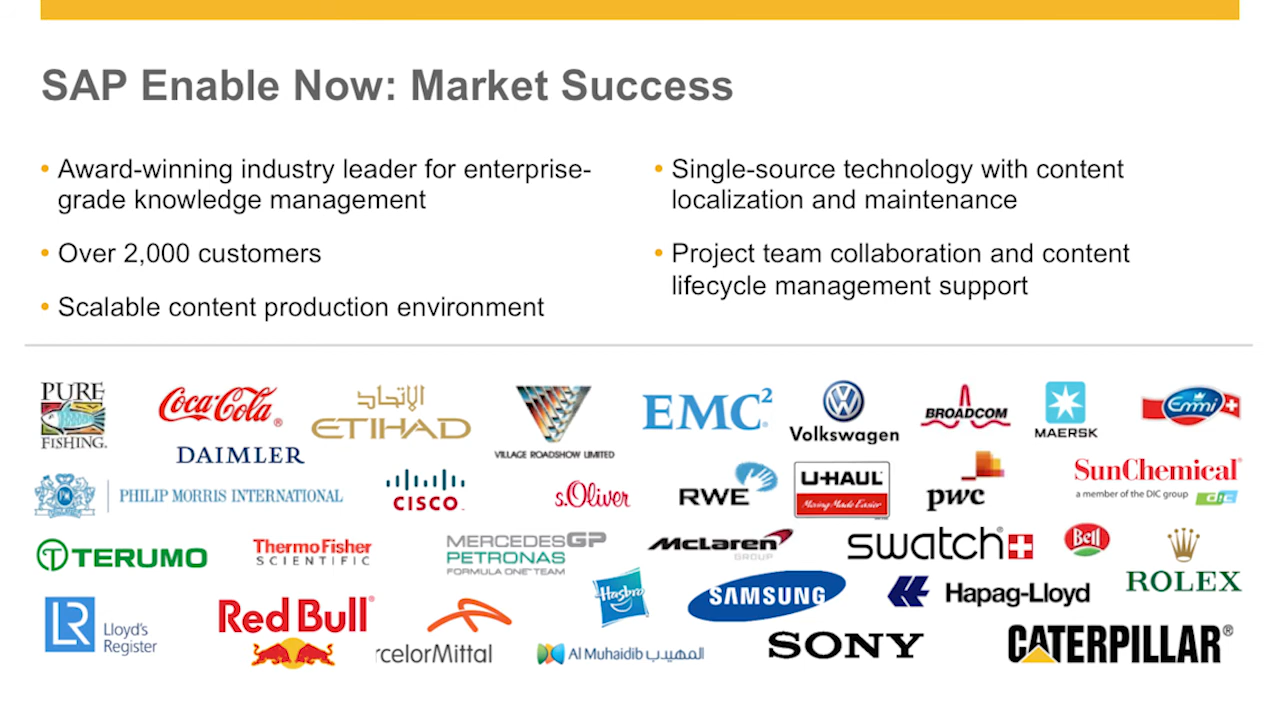 SAP Enable Now: Market Success
• Award-winning industry leader for enterprise-
grade knowledge management
• Over 2,000 customers
• Scalable content production environment
• Single-source technology with content
localization and maintenance
• Project team collaboration and content
lifecycle management support
PURE
FISHING.
Coca-Cola®
الإتحاد
ETIHAD
VILLAGE ROADSHOW LIMITED
EMC²
Volkswagen
BROADCOM
MAERSK
Emmi
DAIMLER
PM
PHILIP MORRIS INTERNATIONAL
CISCO
s.Oliver
RWE
U-HAUL
Moving Made Easier
pwc
SunChemical®
a member of the DIC group
dic
TERUMO
ThermoFisher
SCIENTIFIC
MERCEDES GP
PETRONAS
FORMULA ONE™ TEAM
McLaren
GROUP
swatch
Bell
ROLEX
LR
Lloyd's
Register
Red Bull®
rcelorMittal
Hasbro
Al Muhaidib المهيدب
SAMSUNG
Hapag-Lloyd
SONY
CATERPILLAR®